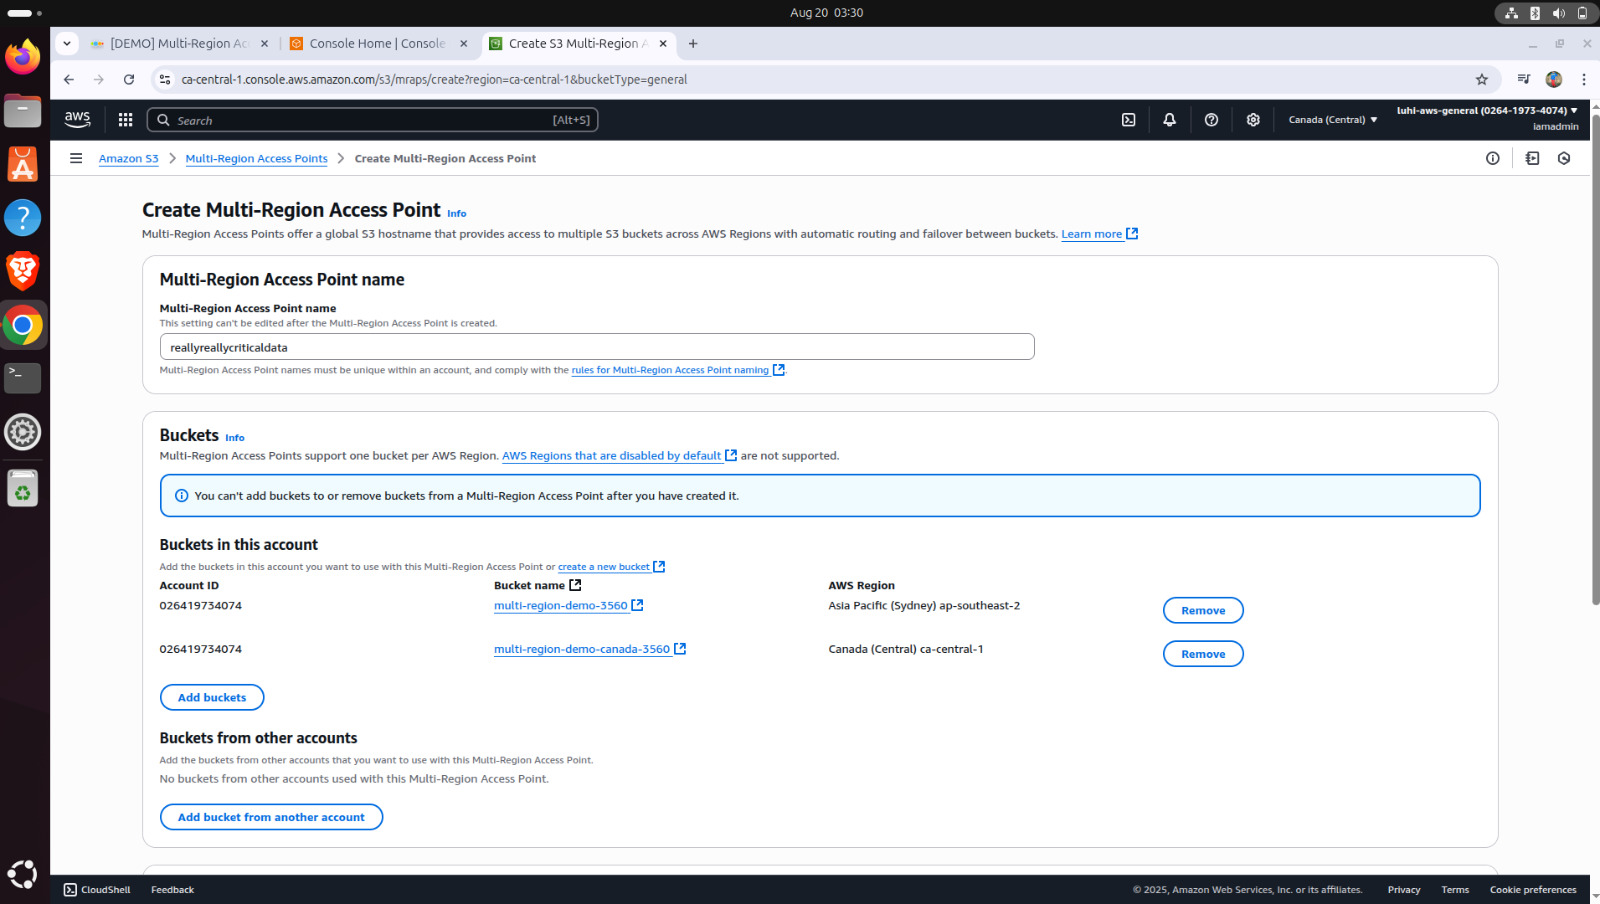 Aug 20 03:30
[DEMO] Multi-Region Ac
Console Home | Console
Create S3 Multi-Region A
ca-central-1.console.aws.amazon.com/s3/mraps/create?region=ca-central-1&bucketType=general
aws
Search [Alt+S]
Canada (Central)
luhi-aws-general (0264-1973-4074)
iamadmin
Amazon S3 > Multi-Region Access Points > Create Multi-Region Access Point
Create Multi-Region Access Point Info
Multi-Region Access Points offer a global S3 hostname that provides access to multiple S3 buckets across AWS Regions with automatic routing and failover between buckets. Learn more
Multi-Region Access Point name
Multi-Region Access Point name
This setting can't be edited after the Multi-Region Access Point is created.
reallyreallycriticaldata
Multi-Region Access Point names must be unique within an account, and comply with the rules for Multi-Region Access Point naming.
Buckets Info
Multi-Region Access Points support one bucket per AWS Region. AWS Regions that are disabled by default are not supported.
You can't add buckets to or remove buckets from a Multi-Region Access Point after you have created it.
Buckets in this account
Add the buckets in this account you want to use with this Multi-Region Access Point or create a new bucket
Account ID Bucket name AWS Region
026419734074 multi-region-demo-3560 Asia Pacific (Sydney) ap-southeast-2 Remove
026419734074 multi-region-demo-canada-3560 Canada (Central) ca-central-1 Remove
Add buckets
Buckets from other accounts
Add the buckets from other accounts that you want to use with this Multi-Region Access Point.
No buckets from other accounts used with this Multi-Region Access Point.
Add bucket from another account
CloudShell Feedback © 2025, Amazon Web Services, Inc. or its affiliates. Privacy Terms Cookie preferences